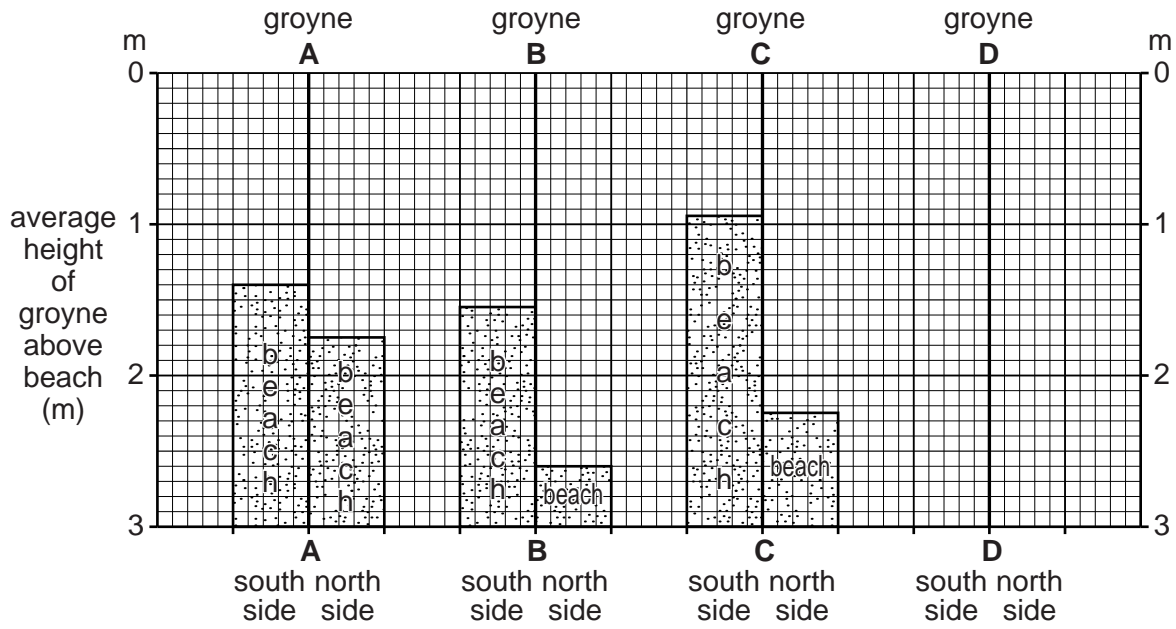 groyne groyne groyne groyne
m A B C D m
0 0
average height of groyne above beach (m)
1 1
2 2
3 3
beach beach beach beach beach beach
A B C D
south north south north south north south north
side side side side side side side side